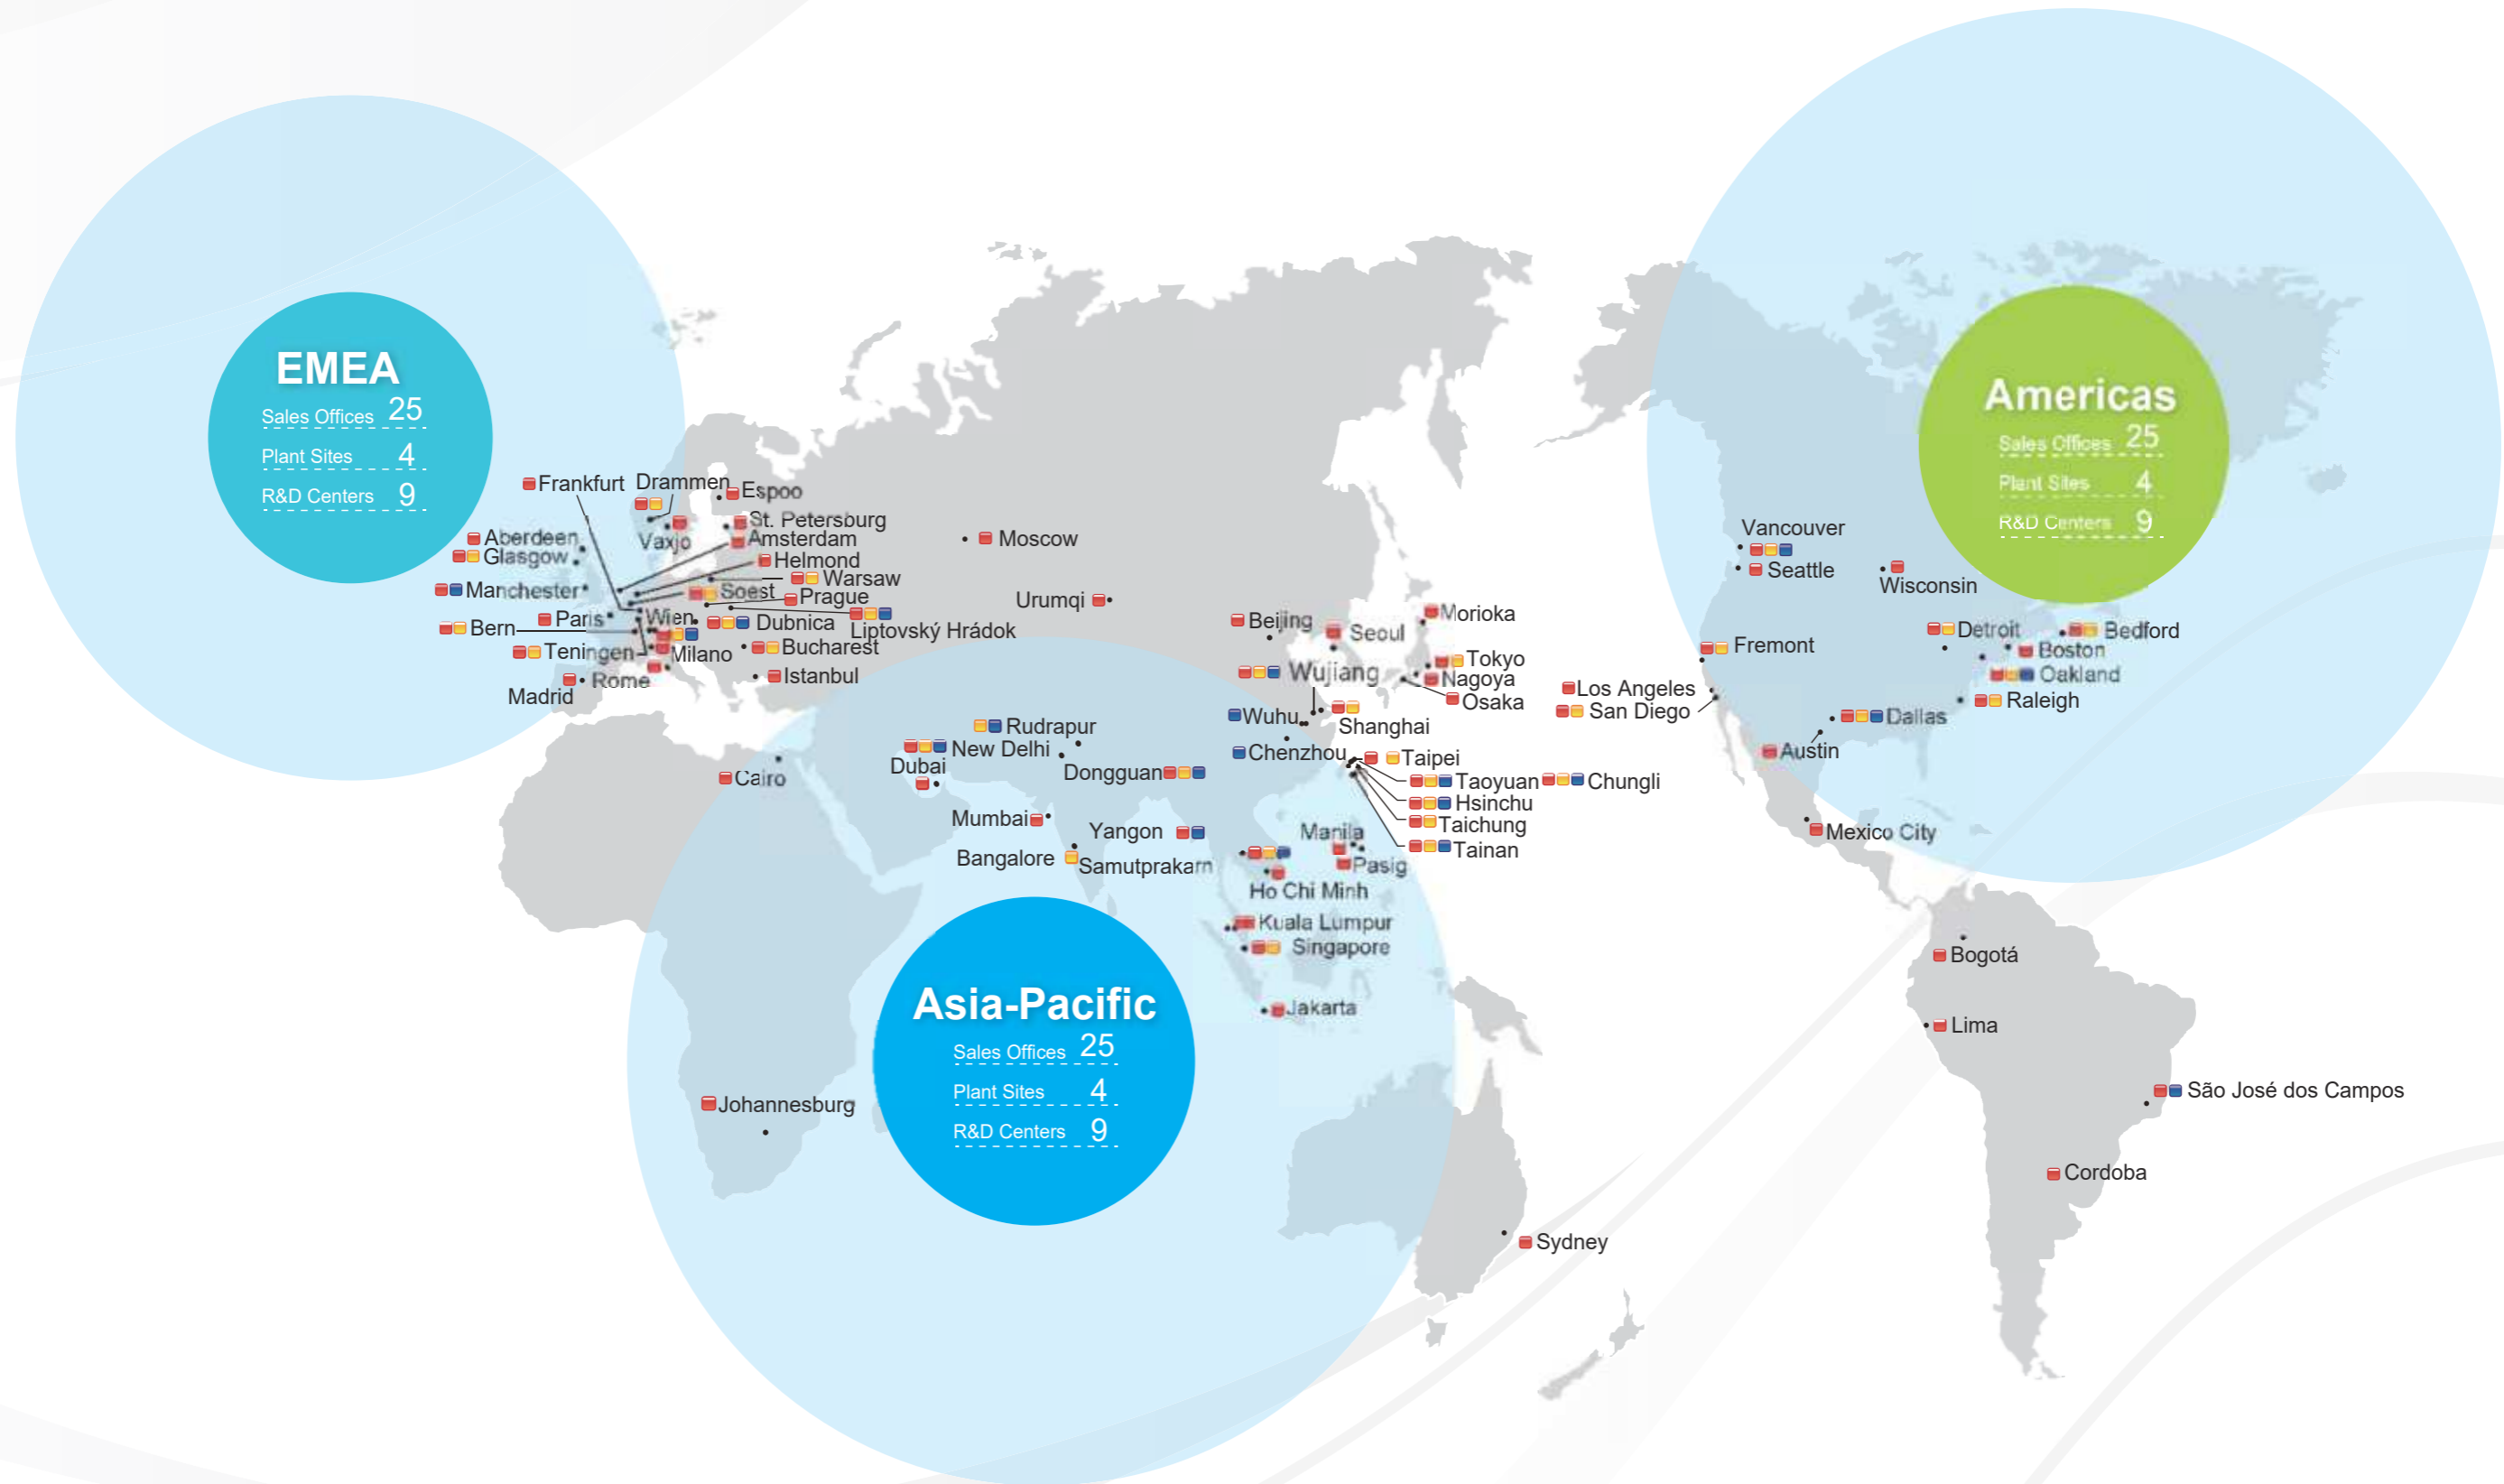 EMEA
Sales Offices 25
Plant Sites 4
R&D Centers 9
Americas
Sales Offices 25
Plant Sites 4
R&D Centers 9
Asia-Pacific
Sales Offices 25
Plant Sites 4
R&D Centers 9
Frankfurt
Drammen
Espoo
Aberdeen
Glasgow
Vaxjo
St. Petersburg
Amsterdam
Helmond
Warsaw
Manchester
Soest
Prague
Paris
Wien
Dubnica
Liptovský Hrádok
Bern
Teningen
Milano
Bucharest
Madrid
Rome
Istanbul
Moscow
Urumqi
Beijing
Seoul
Morioka
Wujiang
Tokyo
Nagoya
Osaka
Wuhu
Shanghai
Chenzhou
Taipei
Taoyuan
Chungli
Hsinchu
Taichung
Tainan
Rudrapur
New Delhi
Dubai
Dongguan
Cairo
Mumbai
Yangon
Bangalore
Samutprakarn
Manila
Pasig
Ho Chi Minh
Kuala Lumpur
Singapore
Jakarta
Johannesburg
Sydney
Vancouver
Seattle
Wisconsin
Fremont
Detroit
Bedford
Boston
Oakland
Los Angeles
San Diego
Raleigh
Dallas
Austin
Mexico City
Bogotá
Lima
São José dos Campos
Cordoba